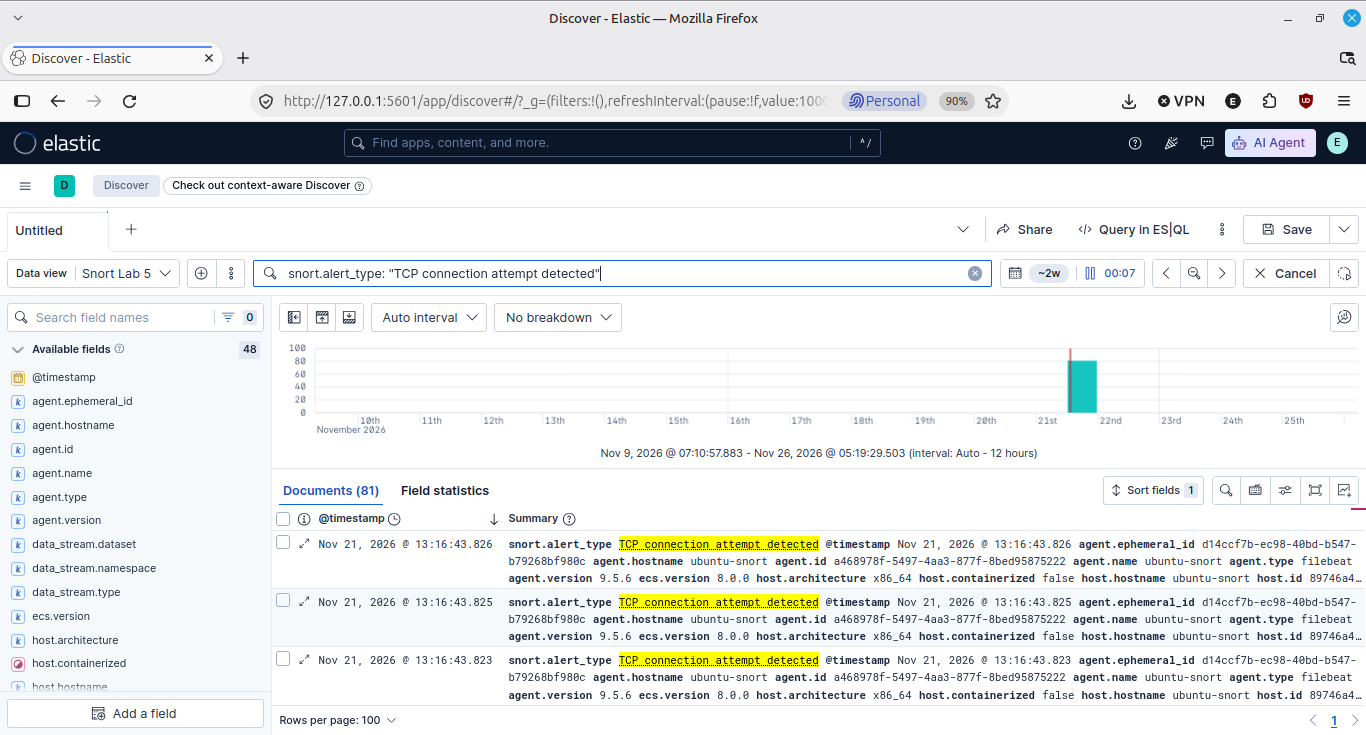 Discover - Elastic — Mozilla Firefox
Discover - Elastic
http://127.0.0.1:5601/app/discover#/?_g=(filters:!(),refreshInterval:(pause:!f,value:1000
Personal
90%
VPN
E
elastic
Find apps, content, and more.
^/
AI Agent
E
D
Discover
Check out context-aware Discover
Untitled
Share
Query in ES|QL
Save
Data view
Snort Lab 5
snort.alert_type: "TCP connection attempt detected"
~2w
00:07
Cancel
Search field names
0
Auto interval
No breakdown
Available fields
48
@timestamp
agent.ephemeral_id
agent.hostname
agent.id
agent.name
agent.type
agent.version
data_stream.dataset
data_stream.namespace
data_stream.type
ecs.version
host.architecture
host.containerized
host.hostname
Add a field
100
80
60
40
20
0
10th 11th 12th 13th 14th 15th 16th 17th 18th 19th 20th 21st 22nd 23rd 24th 25th
November 2026
Nov 9, 2026 @ 07:10:57.883 - Nov 26, 2026 @ 05:19:29.503 (interval: Auto - 12 hours)
Documents (81)
Field statistics
Sort fields 1
@timestamp
Summary
Nov 21, 2026 @ 13:16:43.826
snort.alert_type TCP connection attempt detected @timestamp Nov 21, 2026 @ 13:16:43.826 agent.ephemeral_id d14ccf7b-ec98-40bd-b547-
b79268bf980c agent.hostname ubuntu-snort agent.id a468978f-5497-4aa3-877f-8bed95875222 agent.name ubuntu-snort agent.type filebeat
agent.version 9.5.6 ecs.version 8.0.0 host.architecture x86_64 host.containerized false host.hostname ubuntu-snort host.id 89746a4…
Nov 21, 2026 @ 13:16:43.825
snort.alert_type TCP connection attempt detected @timestamp Nov 21, 2026 @ 13:16:43.825 agent.ephemeral_id d14ccf7b-ec98-40bd-b547-
b79268bf980c agent.hostname ubuntu-snort agent.id a468978f-5497-4aa3-877f-8bed95875222 agent.name ubuntu-snort agent.type filebeat
agent.version 9.5.6 ecs.version 8.0.0 host.architecture x86_64 host.containerized false host.hostname ubuntu-snort host.id 89746a4…
Nov 21, 2026 @ 13:16:43.823
snort.alert_type TCP connection attempt detected @timestamp Nov 21, 2026 @ 13:16:43.823 agent.ephemeral_id d14ccf7b-ec98-40bd-b547-
b79268bf980c agent.hostname ubuntu-snort agent.id a468978f-5497-4aa3-877f-8bed95875222 agent.name ubuntu-snort agent.type filebeat
agent.version 9.5.6 ecs.version 8.0.0 host.architecture x86_64 host.containerized false host.hostname ubuntu-snort host.id 89746a4…
Rows per page: 100
1